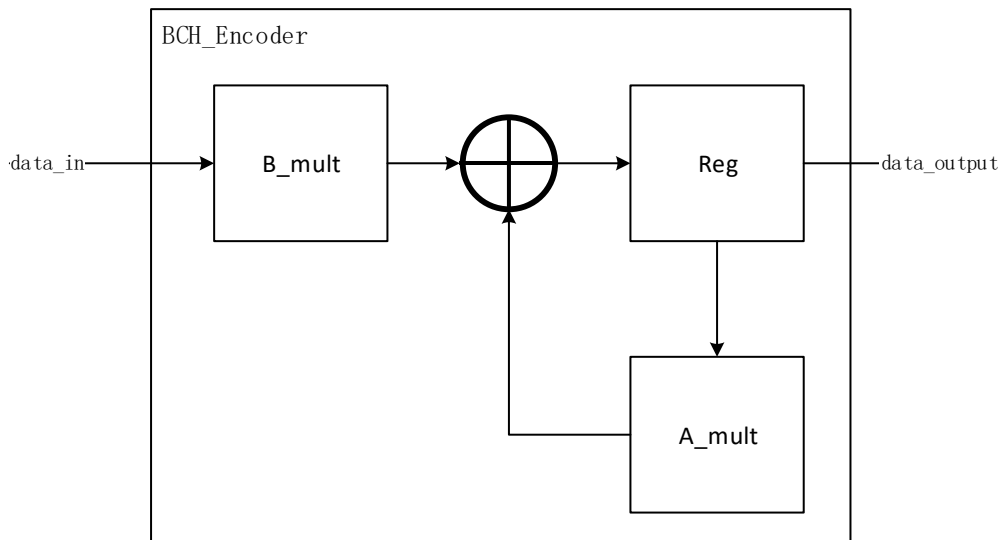 BCH_Encoder
data_in
B_mult
Reg
data_output
A_mult